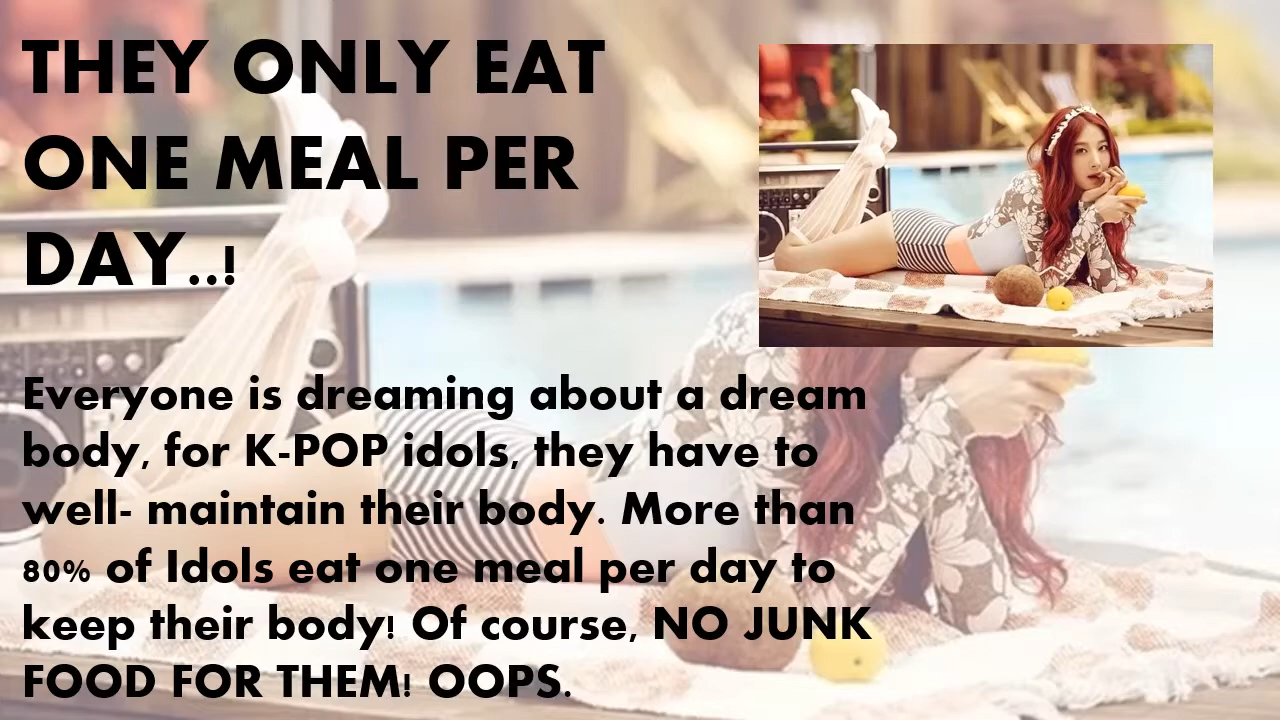 THEY ONLY EAT
ONE MEAL PER
DAY..!
Everyone is dreaming about a dream
body, for K-POP idols, they have to
well- maintain their body. More than
80% of Idols eat one meal per day to
keep their body! Of course, NO JUNK
FOOD FOR THEM! OOPS.